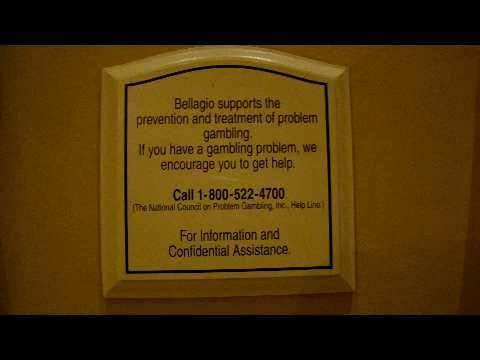 Bellagio supports the
prevention and treatment of problem
gambling.
If you have a gambling problem, we
encourage you to get help.
Call 1-800-522-4700
(The National Council on Problem Gambling, Inc., Help Line.)
For Information and
Confidential Assistance.